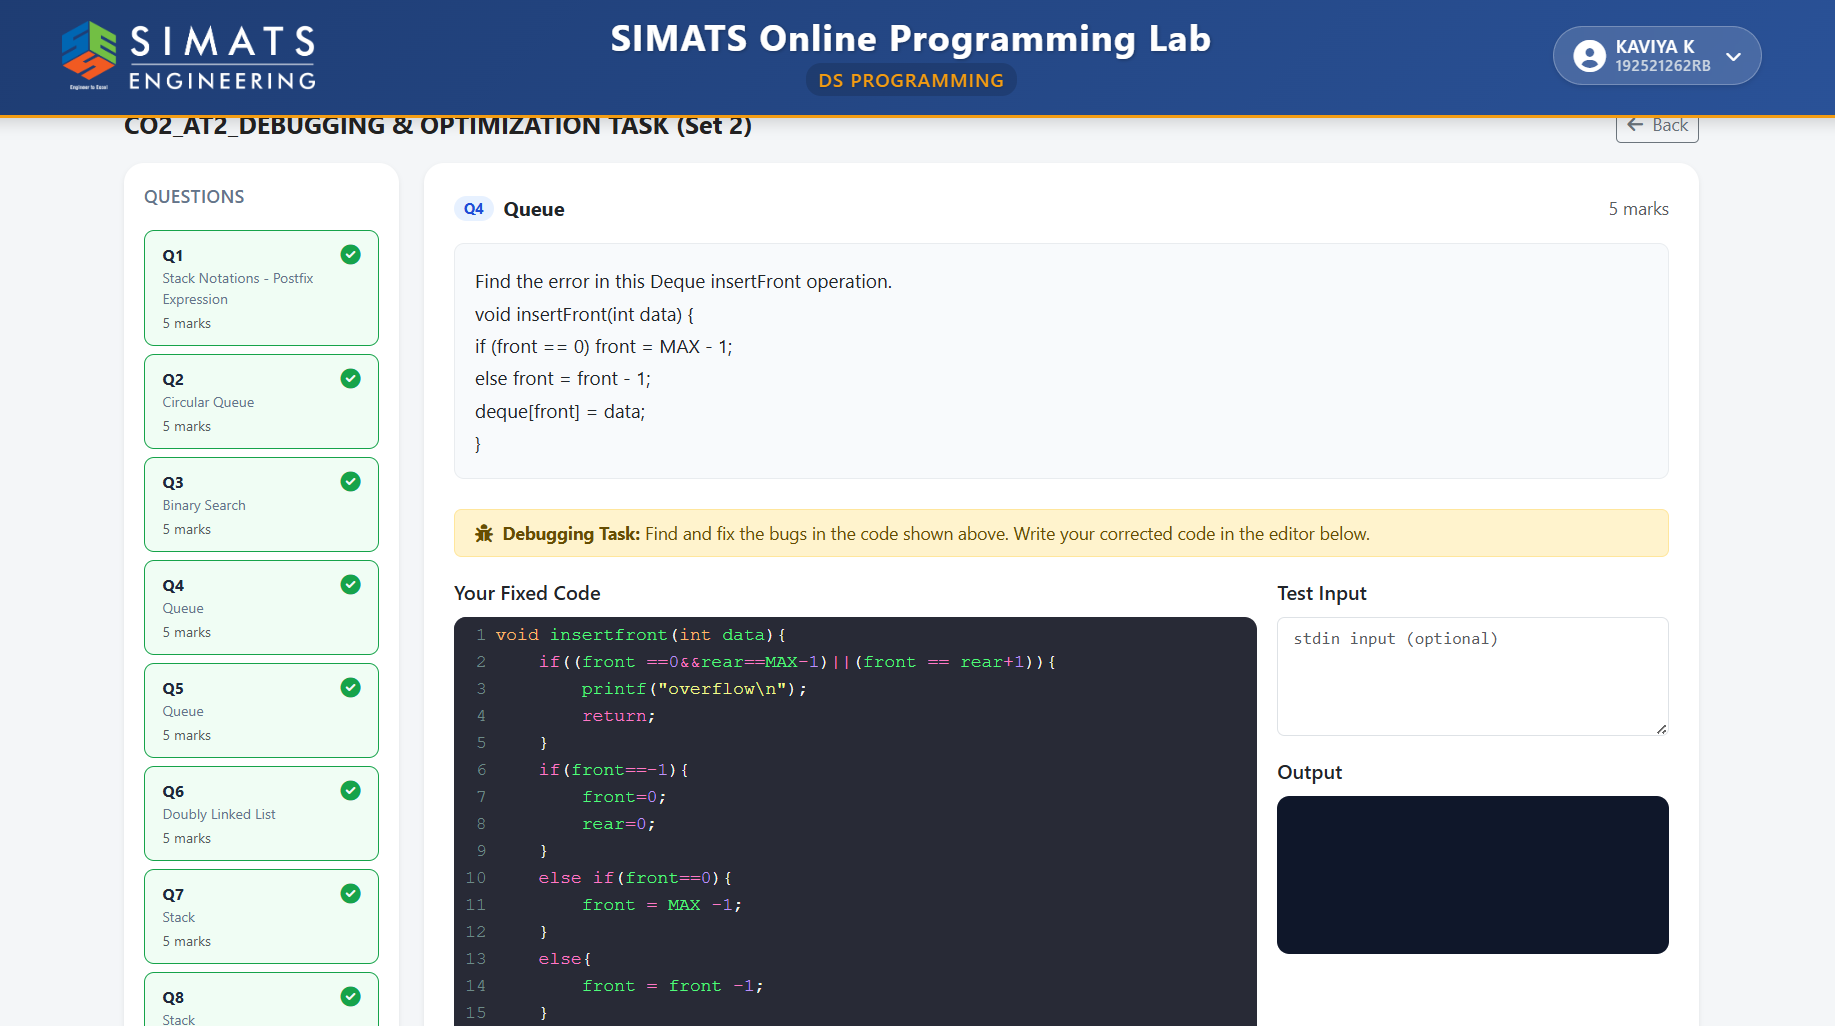 SIMATS
ENGINEERING
Engineer to Excel
SIMATS Online Programming Lab
DS PROGRAMMING
KAVIYA K
192521262RB
CO2_AT2_DEBUGGING & OPTIMIZATION TASK (Set 2)
Back
QUESTIONS
Q1
Stack Notations - Postfix
Expression
5 marks
Q2
Circular Queue
5 marks
Q3
Binary Search
5 marks
Q4
Queue
5 marks
Q5
Queue
5 marks
Q6
Doubly Linked List
5 marks
Q7
Stack
5 marks
Q8
Stack
Q4 Queue
5 marks
Find the error in this Deque insertFront operation.
void insertFront(int data) {
if (front == 0) front = MAX - 1;
else front = front - 1;
deque[front] = data;
}
Debugging Task: Find and fix the bugs in the code shown above. Write your corrected code in the editor below.
Your Fixed Code
1 void insertfront(int data){
2     if((front ==0&&rear==MAX-1)||(front == rear+1)){
3         printf("overflow\n");
4         return;
5     }
6     if(front==-1){
7         front=0;
8         rear=0;
9     }
10     else if(front==0){
11         front = MAX -1;
12     }
13     else{
14         front = front -1;
15     }
Test Input
stdin input (optional)
Output